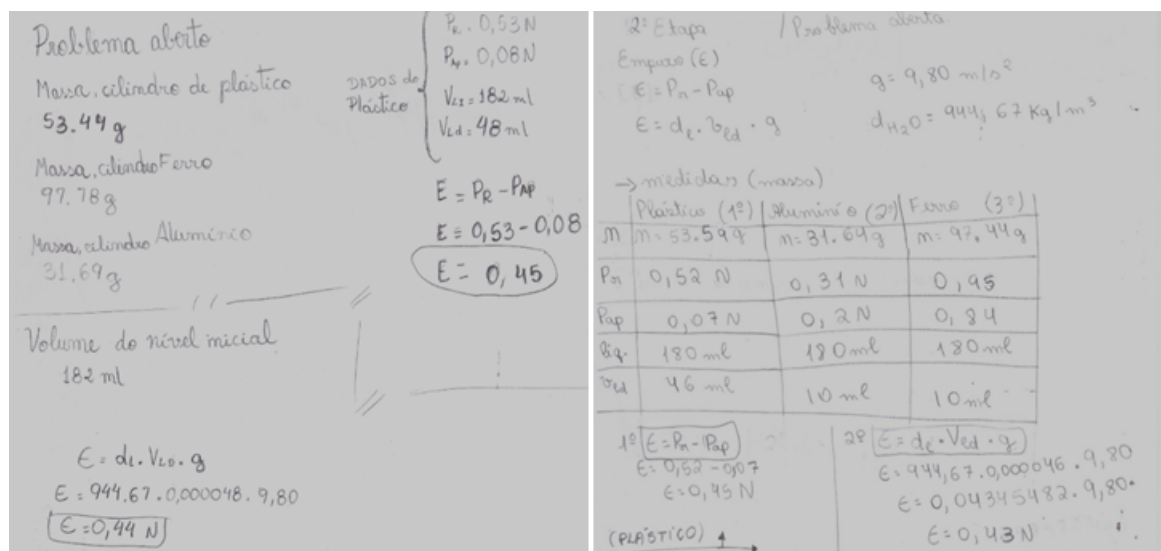 Problema aberto
Massa, cilindro de plástico
53.44 g
Massa, cilindro Ferro
97.78 g
Massa, cilindro Alumínio
31.69 g
DADOS do
Plástico
PR = 0,53 N
PAp = 0,08 N
VLI = 182 ml
VLd = 48 ml
E = PR - PAP
E = 0,53 - 0,08
E = 0,45
Volume do nível inicial
182 ml
E = dL . VLD . g
E = 944.67 . 0,000048 . 9,80
E = 0,44 N
2ª Etapa / Problema aberto
Empuxo (E)
E = Pr - Pap
E = dL . VLd . g
g = 9,80 m/s²
dH2O = 944,67 Kg/m³
→ medidas (massa)
Plástico (1º) Alumínio (2º) Ferro (3º)
m m = 53.59g m = 31.64g m = 97,44g
Pr 0,52 N 0,31 N 0,95
Pap 0,07 N 0,2 N 0,84
liq. 180 ml 180 ml 180 ml
vLd 46 ml 10 ml 10 ml
1º E = Pr - Pap
E = 0,52 - 0,07
E = 0,45 N
(PLÁSTICO)
2º E = dL . VLd . g
E = 944,67 . 0,000046 . 9,80
E = 0,04345482 . 9,80
E = 0,43 N